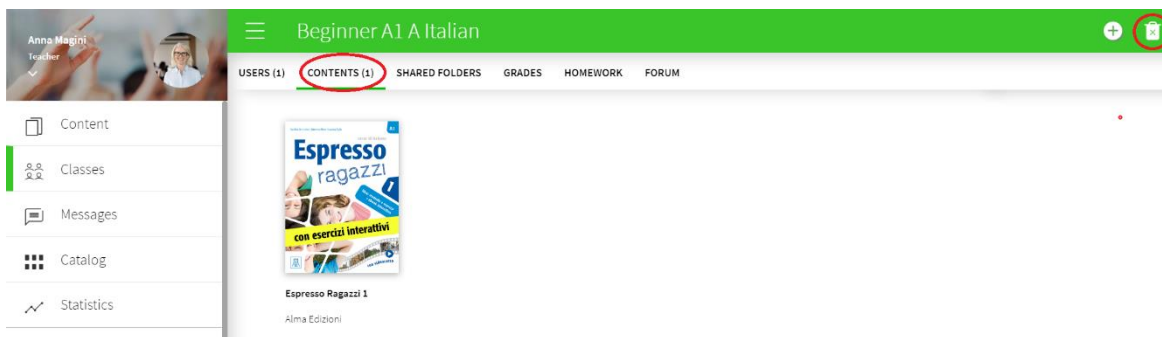 Anna Magini
Teacher
Beginner A1 A Italian
USERS (1) CONTENTS (1) SHARED FOLDERS GRADES HOMEWORK FORUM
Content
Classes
Messages
Catalog
Statistics
Espresso
ragazzi
1
con esercizi interattivi
Espresso Ragazzi 1
Alma Edizioni